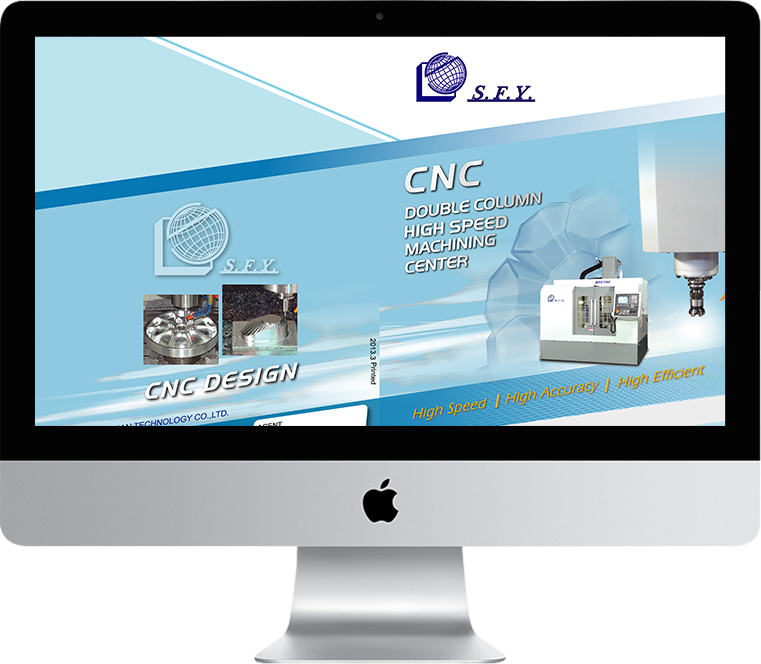 S.F.Y.
CNC
DOUBLE COLUMN
HIGH SPEED
MACHINING
CENTER
S.F.Y.
2013.3 Printed
CNC DESIGN
TECHNOLOGY CO.,LTD.
AGENT
High Speed | High Accuracy | High Efficient